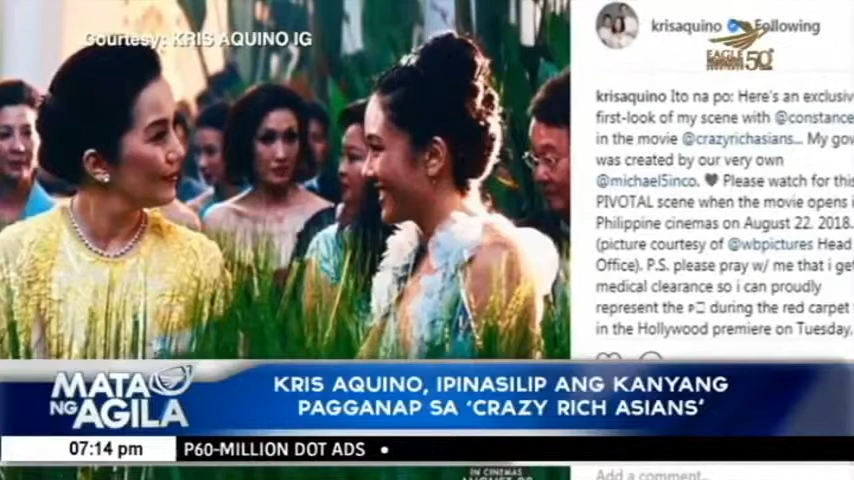 Courtesy: KRIS AQUINO IG
krisaquino Following
EAGLE
50
krisaquino Ito na po: Here's an exclusive
first-look of my scene with @constance
in the movie @crazyrichasians... My gow
was created by our very own
@michael5inco. 🖤 Please watch for this
PIVOTAL scene when the movie opens i
Philippine cinemas on August 22, 2018.
(picture courtesy of @wbpictures Head
Office). P.S. please pray w/ me that i get
medical clearance so i can proudly
represent the during the red carpet
in the Hollywood premiere on Tuesday.
MATA
NG AGILA
KRIS AQUINO, IPINASILIP ANG KANYANG
PAGGANAP SA 'CRAZY RICH ASIANS'
07:14 pm
P60-MILLION DOT ADS •
IN CINEMAS
Add a comment...